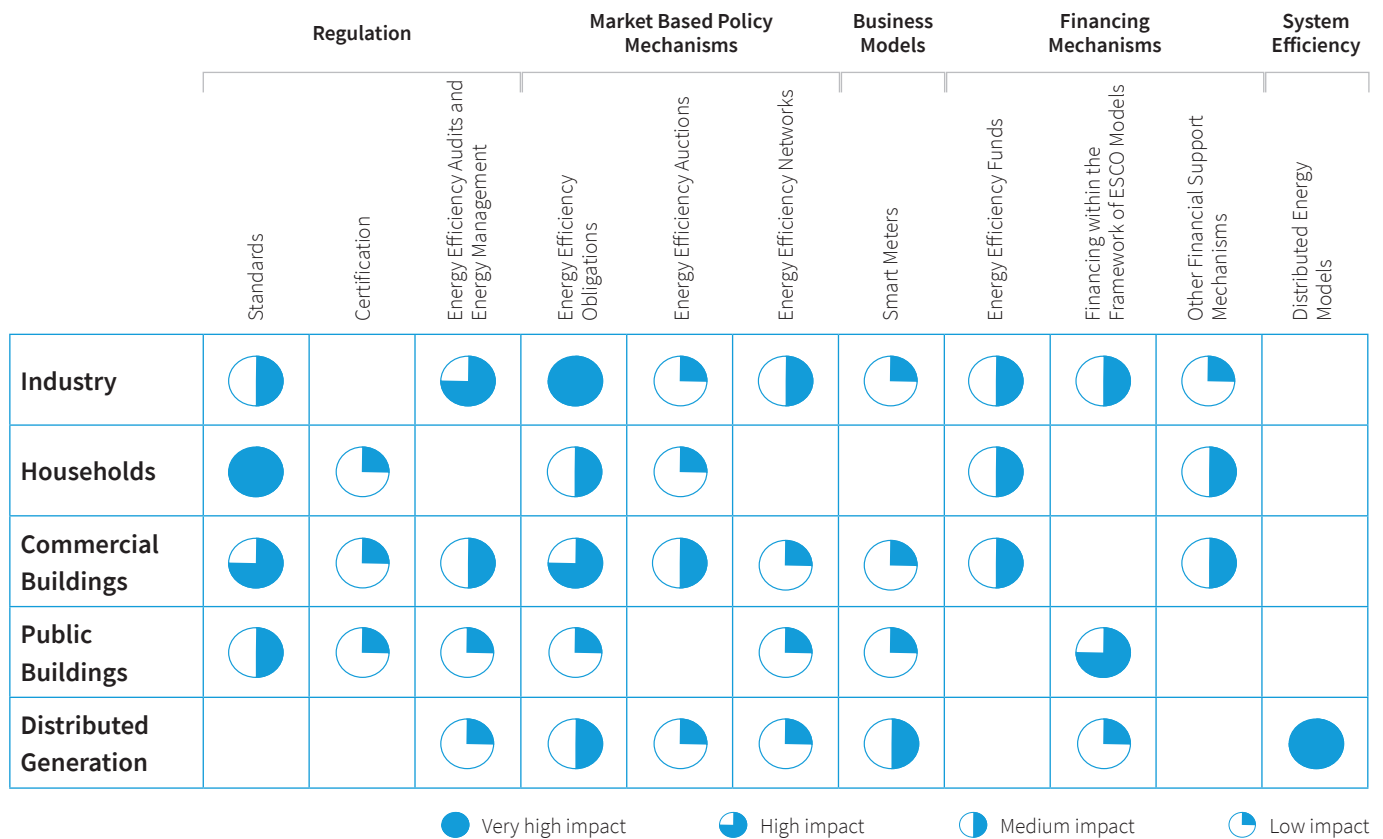 Regulation
Market Based Policy
Mechanisms
Business
Models
Financing
Mechanisms
System
Efficiency
Standards
Certification
Energy Efficiency Audits and
Energy Management
Energy Efficiency
Obligations
Energy Efficiency Auctions
Energy Efficiency Networks
Smart Meters
Energy Efficiency Funds
Financing within the
Framework of ESCO Models
Other Financial Support
Mechanisms
Distributed Energy
Models
Industry
Households
Commercial
Buildings
Public
Buildings
Distributed
Generation
Very high impact
High impact
Medium impact
Low impact